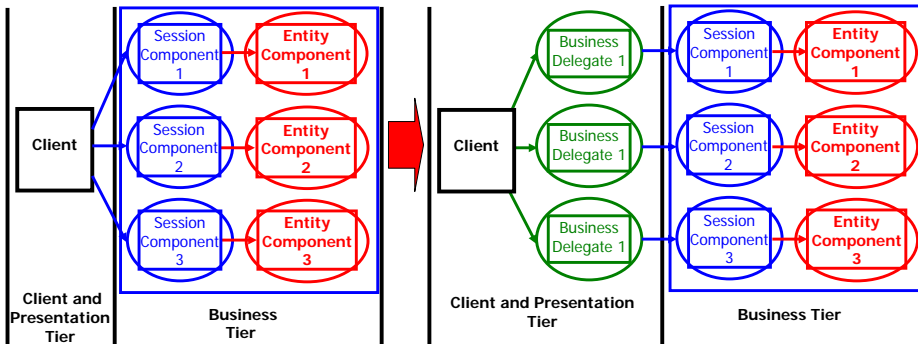 Client
Session
Component
1
Entity
Component
1
Session
Component
2
Entity
Component
2
Session
Component
3
Entity
Component
3
Client and
Presentation
Tier
Business
Tier
Client
Business
Delegate 1
Business
Delegate 1
Business
Delegate 1
Session
Component
1
Entity
Component
1
Session
Component
2
Entity
Component
2
Session
Component
3
Entity
Component
3
Client and Presentation
Tier
Business Tier